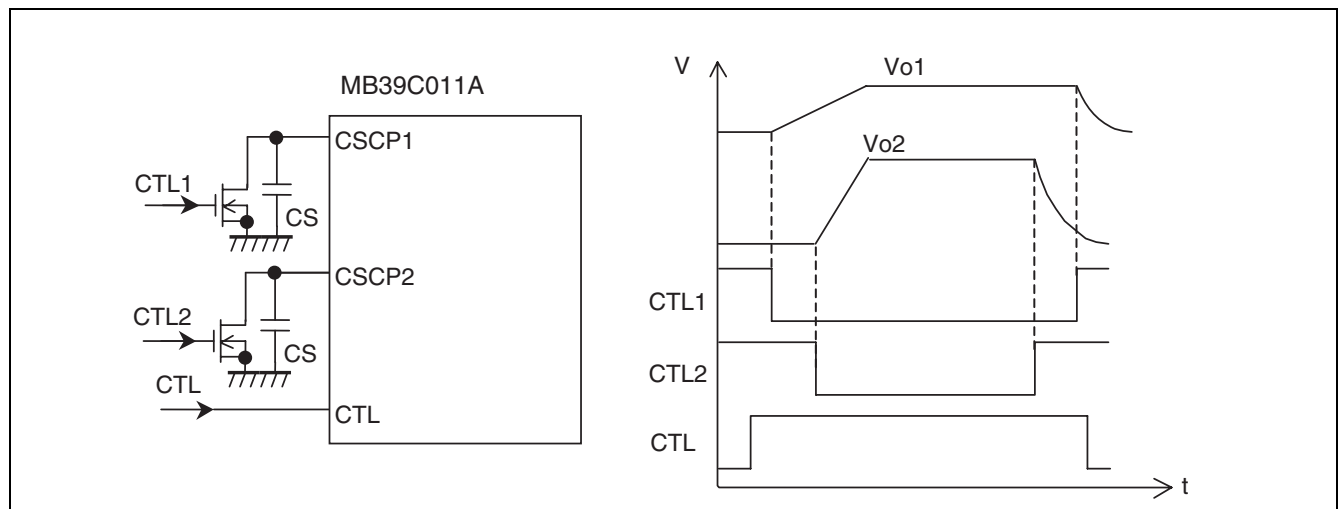 MB39C011A
CSCP1
CTL1
CS
CSCP2
CTL2
CS
CTL
CTL
V
Vo1
Vo2
CTL1
CTL2
CTL
t